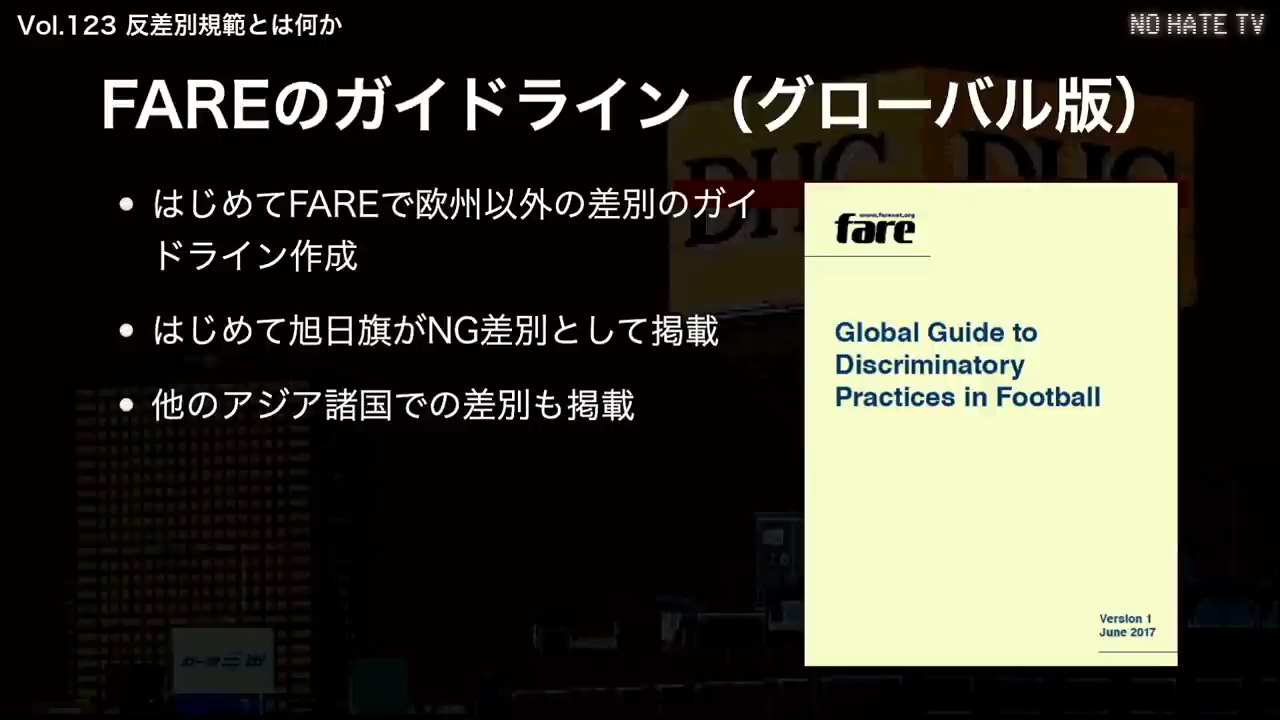 Vol.123 反差別規範とは何か
NO HATE TV
FAREのガイドライン（グローバル版）
DHC DHC
• はじめてFAREで欧州以外の差別のガイ
ドライン作成
• はじめて旭日旗がNG差別として掲載
• 他のアジア諸国での差別も掲載
www.farenet.org
fare
Global Guide to
Discriminatory
Practices in Football
Version 1
June 2017